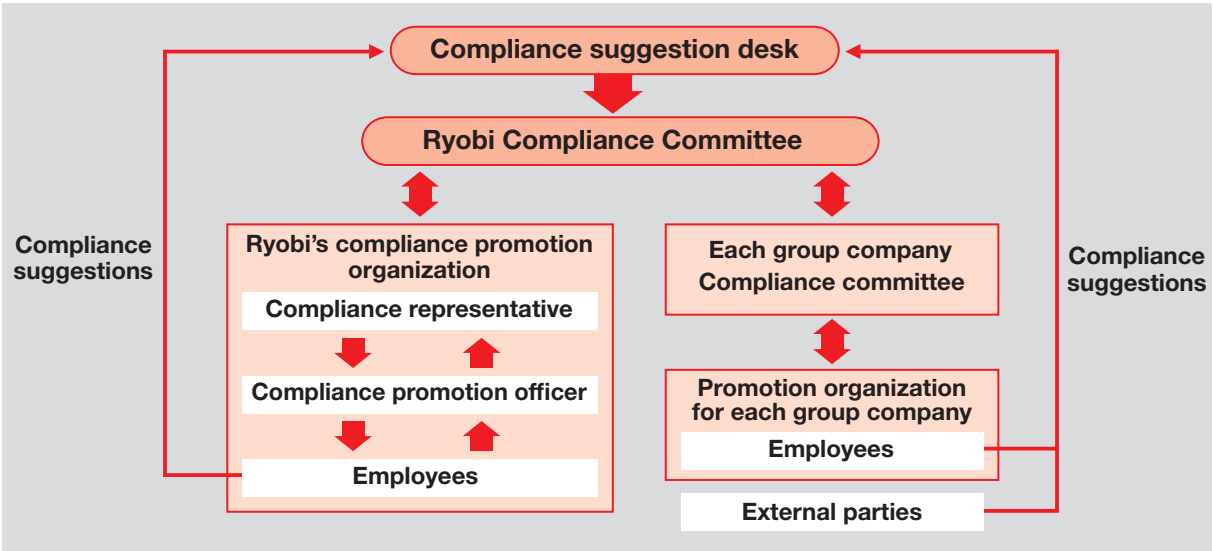 Compliance suggestion desk
Ryobi Compliance Committee
Compliance
suggestions
Ryobi's compliance promotion
organization
Compliance representative
Compliance promotion officer
Employees
Each group company
Compliance committee
Promotion organization
for each group company
Employees
External parties
Compliance
suggestions